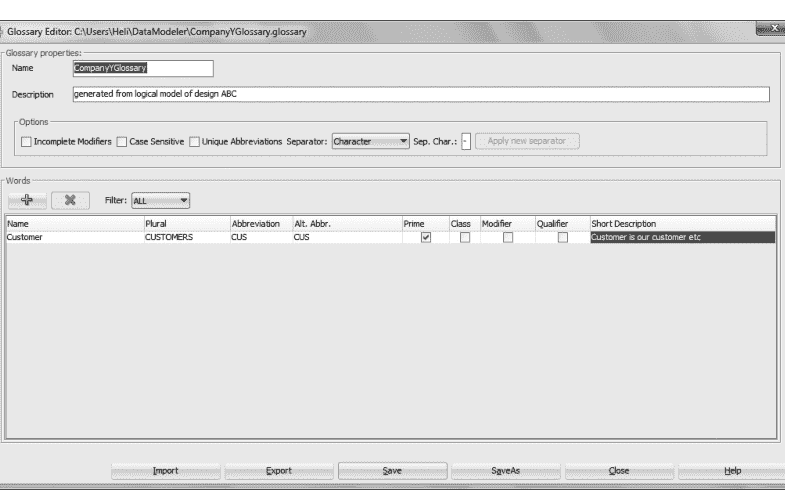 Glossary Editor: C:\Users\Heli\DataModeler\CompanyYGlossary.glossary
Glossary properties:
Name CompanyYGlossary
Description generated from logical model of design ABC
Options
Incomplete Modifiers Case Sensitive Unique Abbreviations Separator: Character Sep. Char.: - Apply new separator
Words
Filter: ALL
Name Plural Abbreviation Alt. Abbr. Prime Class Modifier Qualifier Short Description
Customer CUSTOMERS CUS CUS Customer is our customer etc
Import Export Save SaveAs Close Help